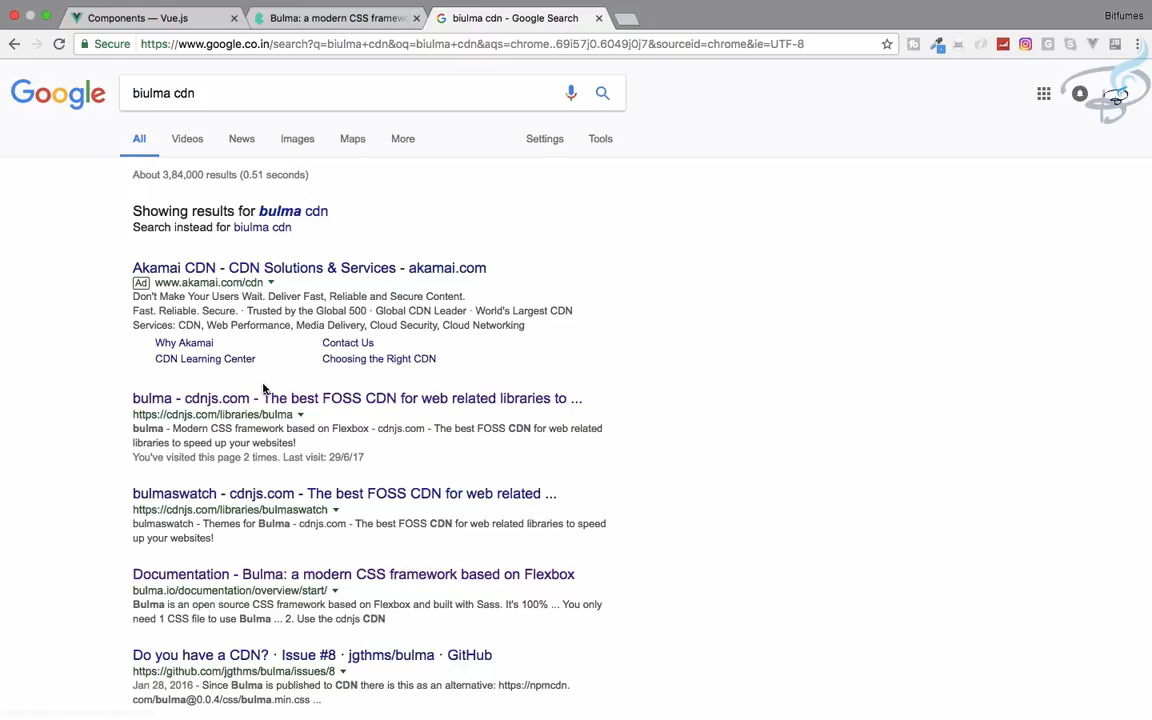 Components — Vue.js
Bulma: a modern CSS framew
biulma cdn - Google Search
Bitfumes
Secure
https://www.google.co.in/search?q=biulma+cdn&oq=biulma+cdn&aqs=chrome..69i57j0.6049j0j7&sourceid=chrome&ie=UTF-8
Google
biulma cdn
All
Videos
News
Images
Maps
More
Settings
Tools
About 3,84,000 results (0.51 seconds)
Showing results for bulma cdn
Search instead for biulma cdn
Akamai CDN - CDN Solutions & Services - akamai.com
Ad www.akamai.com/cdn
Don't Make Your Users Wait. Deliver Fast, Reliable and Secure Content.
Fast. Reliable. Secure. · Trusted by the Global 500 · Global CDN Leader · World's Largest CDN
Services: CDN, Web Performance, Media Delivery, Cloud Security, Cloud Networking
Why Akamai
Contact Us
CDN Learning Center
Choosing the Right CDN
bulma - cdnjs.com - The best FOSS CDN for web related libraries to ...
https://cdnjs.com/libraries/bulma
bulma - Modern CSS framework based on Flexbox - cdnjs.com - The best FOSS CDN for web related
libraries to speed up your websites!
You've visited this page 2 times. Last visit: 29/6/17
bulmaswatch - cdnjs.com - The best FOSS CDN for web related ...
https://cdnjs.com/libraries/bulmaswatch
bulmaswatch - Themes for Bulma - cdnjs.com - The best FOSS CDN for web related libraries to speed
up your websites!
Documentation - Bulma: a modern CSS framework based on Flexbox
bulma.io/documentation/overview/start/
Bulma is an open source CSS framework based on Flexbox and built with Sass. It's 100% ... You only
need 1 CSS file to use Bulma ... 2. Use the cdnjs CDN
Do you have a CDN? · Issue #8 · jgthms/bulma · GitHub
https://github.com/jgthms/bulma/issues/8
Jan 28, 2016 - Since Bulma is published to CDN there is this as an alternative: https://npmcdn.
com/bulma@0.0.4/css/bulma.min.css ...